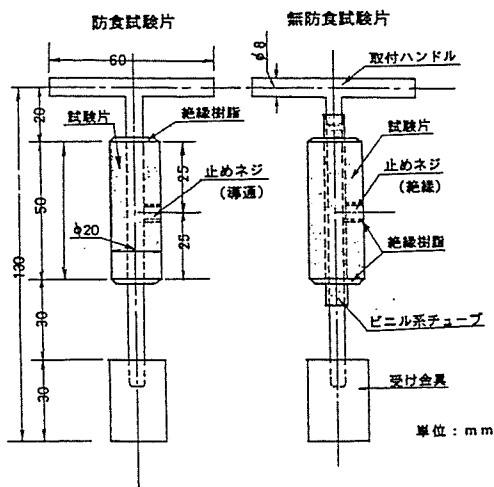 防食試験片
無防食試験片
60
φ8
取付ハンドル
20
試験片
絶縁樹脂
試験片
50
25
止めネジ
(導通)
止めネジ
(絶縁)
130
φ20
25
絶縁樹脂
30
ビニル系チューブ
30
受け金具
単位:mm